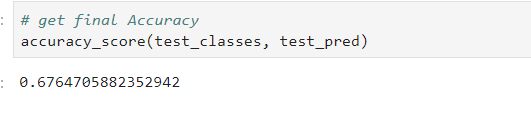 # get final Accuracy
accuracy_score(test_classes, test_pred)
0.6764705882352942